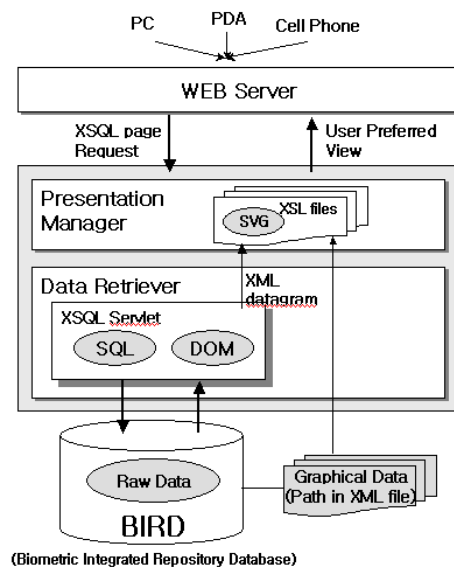 PC
PDA
Cell Phone
WEB Server
XSQL page
Request
User Preferred
View
Presentation
Manager
XSL files
SVG
Data Retriever
XML
datagram
XSQL Servlet
SQL
DOM
Raw Data
BIRD
Graphical Data
(Path in XML file)
(Biometric Integrated Repository Database)